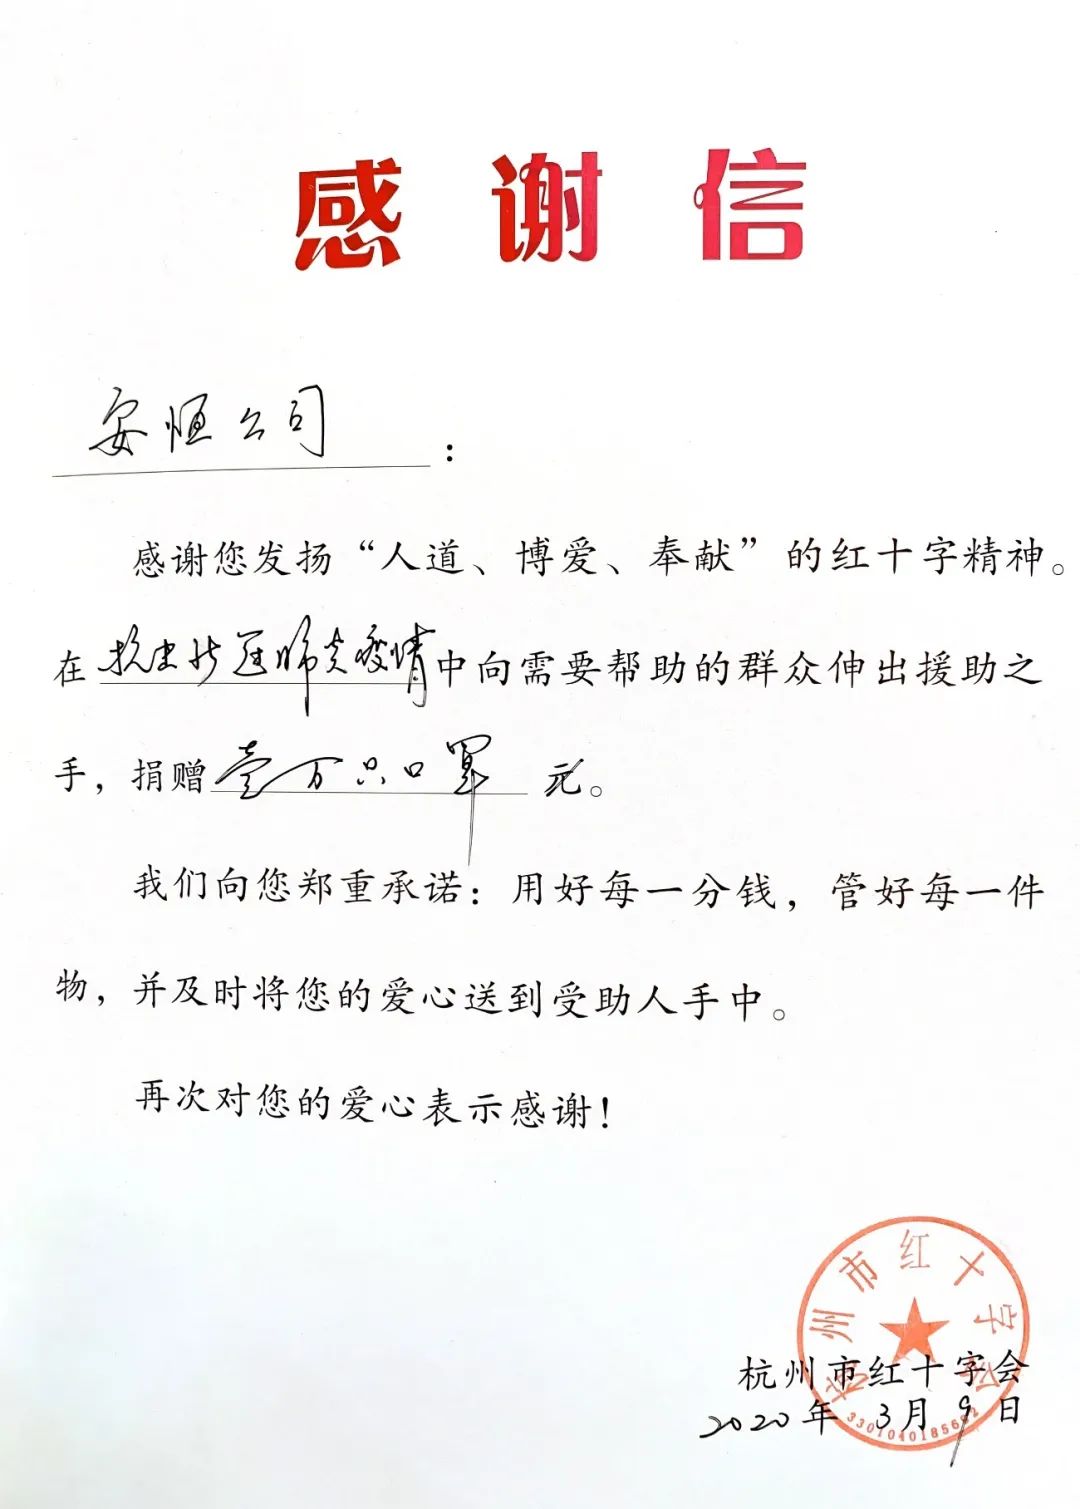 感谢信
安恒公司：
感谢您发扬“人道、博爱、奉献”的红十字精神。
在抗击新冠肺炎疫情中向需要帮助的群众伸出援助之
手，捐赠壹万只口罩元。
我们向您郑重承诺：用好每一分钱，管好每一件
物，并及时将您的爱心送到受助人手中。
再次对您的爱心表示感谢！
杭州市红十字会
杭州市红十字会
2020年3月9日